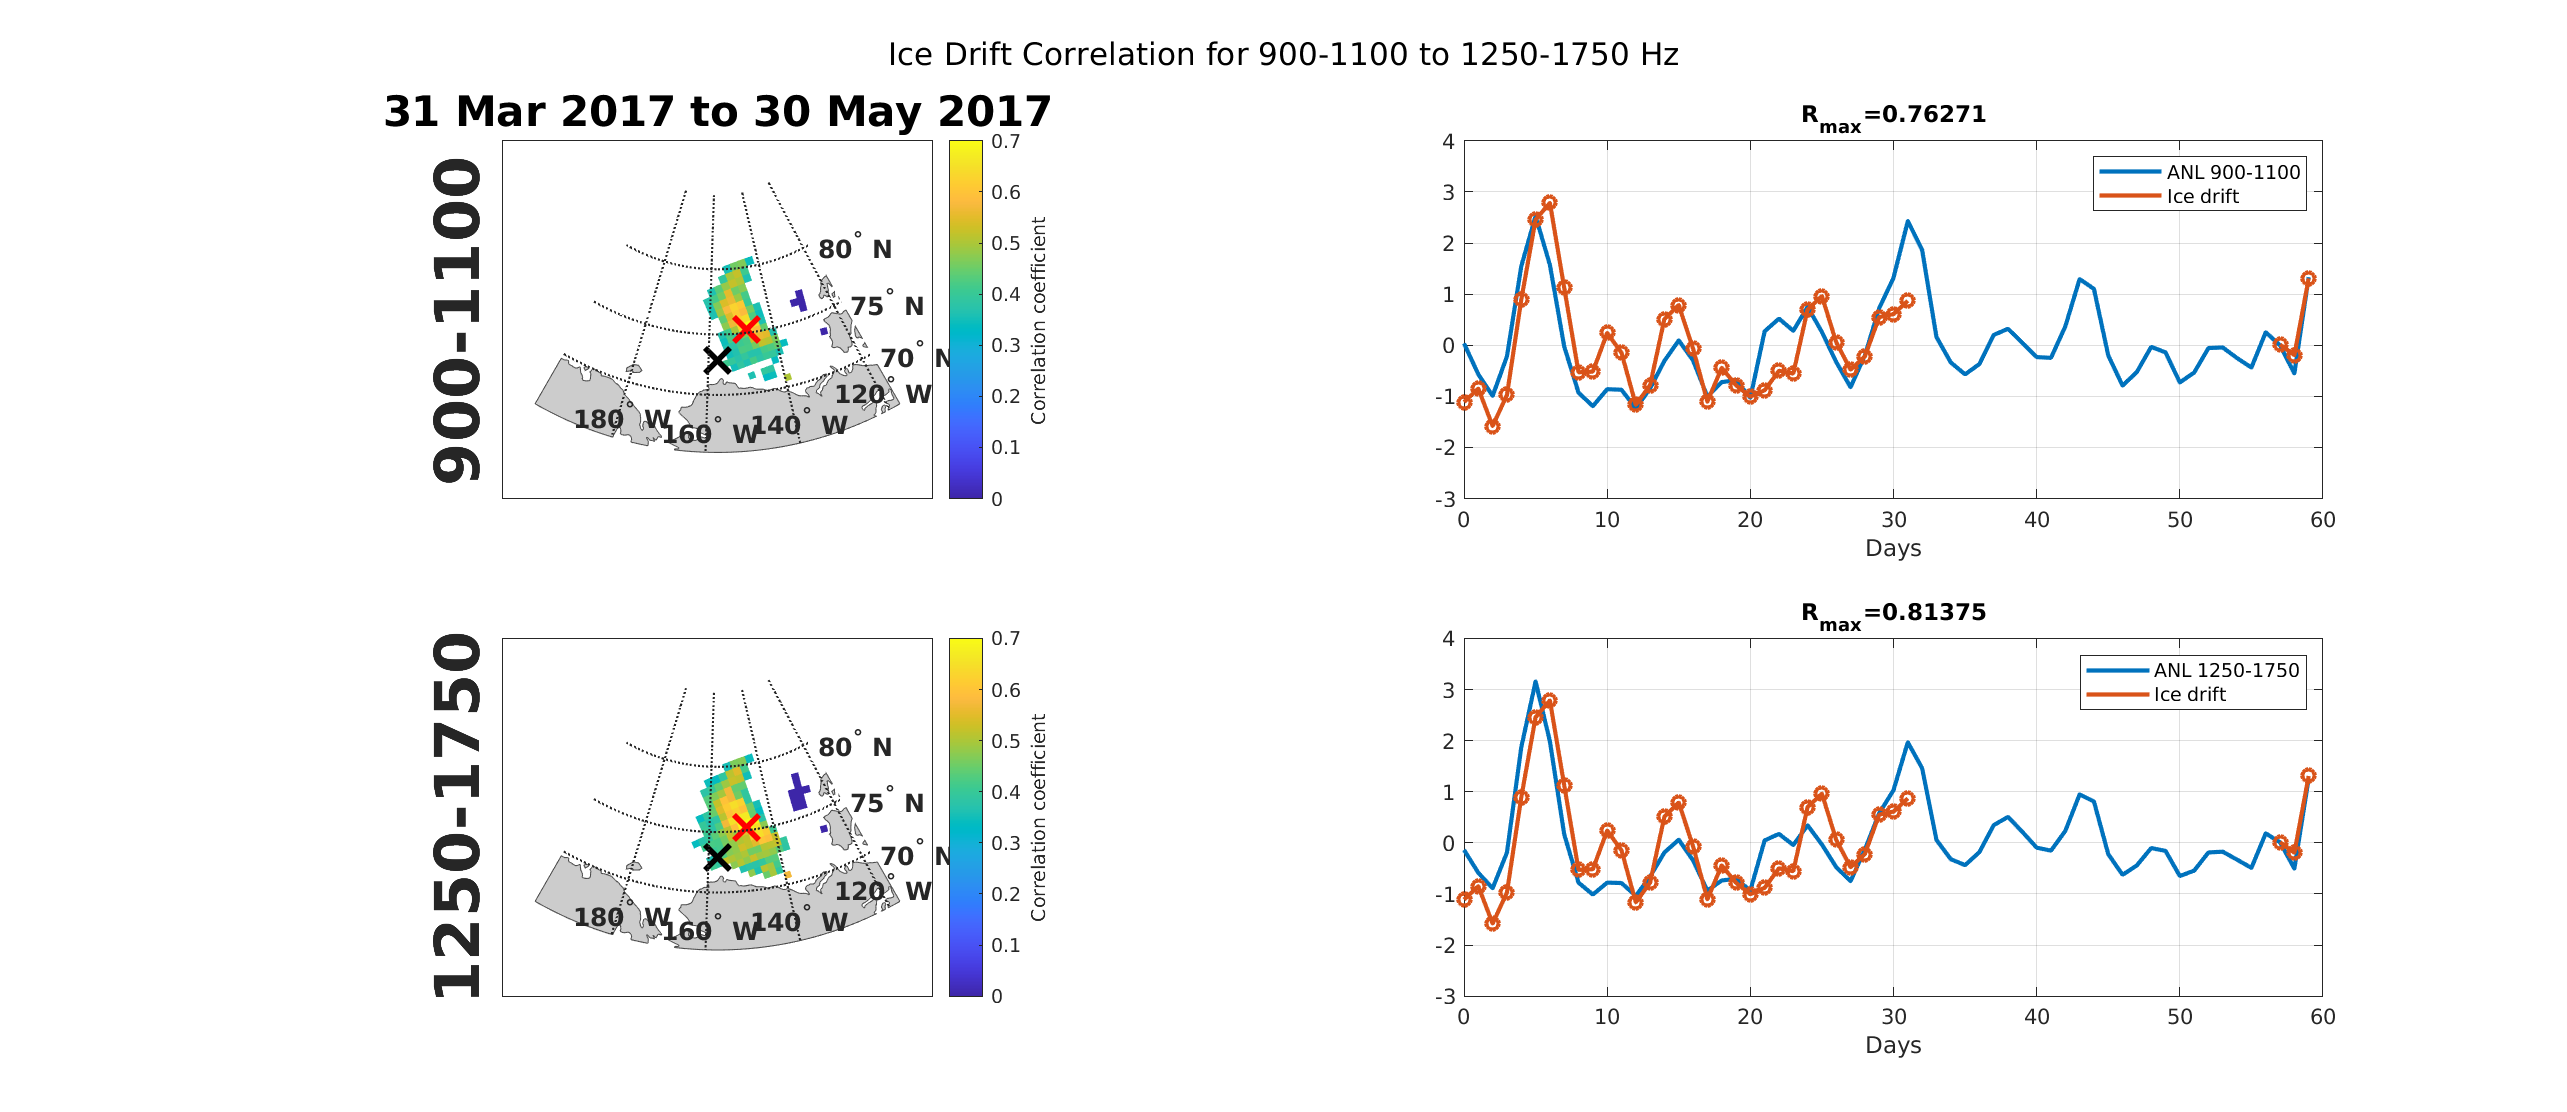 Ice Drift Correlation for 900-1100 to 1250-1750 Hz
31 Mar 2017 to 30 May 2017
900-1100
80° N
75° N
70° N
120° W
140° W
160° W
180° W
0.7
0.6
0.5
0.4
0.3
0.2
0.1
0
Correlation coefficient
Rmax=0.76271
4
3
2
1
0
-1
-2
-3
0 10 20 30 40 50 60
Days
ANL 900-1100
Ice drift
1250-1750
80° N
75° N
70° N
120° W
140° W
160° W
180° W
0.7
0.6
0.5
0.4
0.3
0.2
0.1
0
Correlation coefficient
Rmax=0.81375
4
3
2
1
0
-1
-2
-3
0 10 20 30 40 50 60
Days
ANL 1250-1750
Ice drift